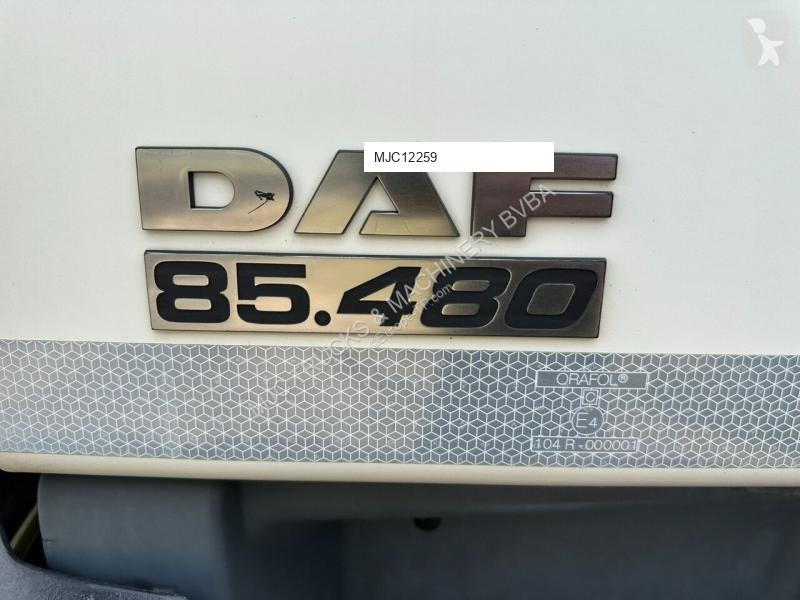 DAF
MJC12259
85.480
MJC TRUCKS & MACHINERY BVBA
ORAFOL®
C
E4
104 R-000001